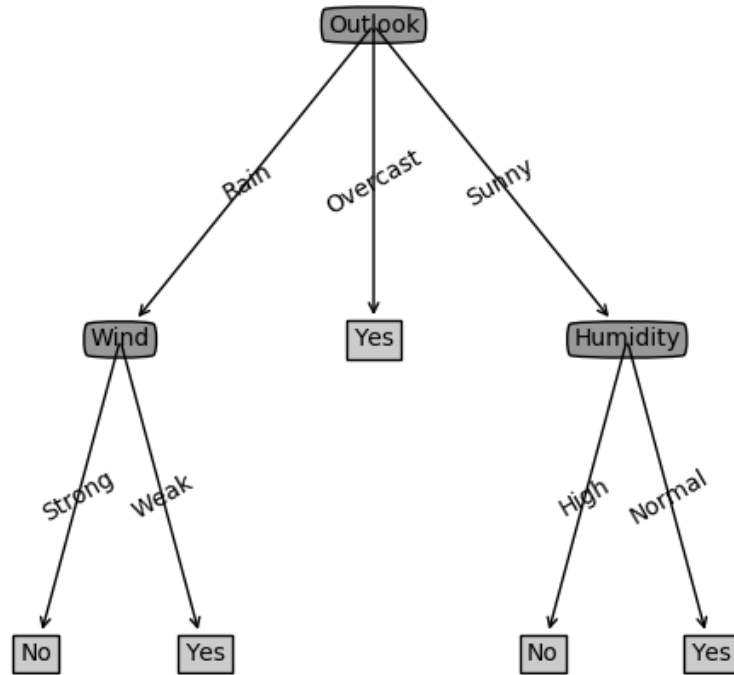 Outlook
Rain
Overcast
Sunny
Wind
Yes
Humidity
Strong
Weak
High
Normal
No
Yes
No
Yes